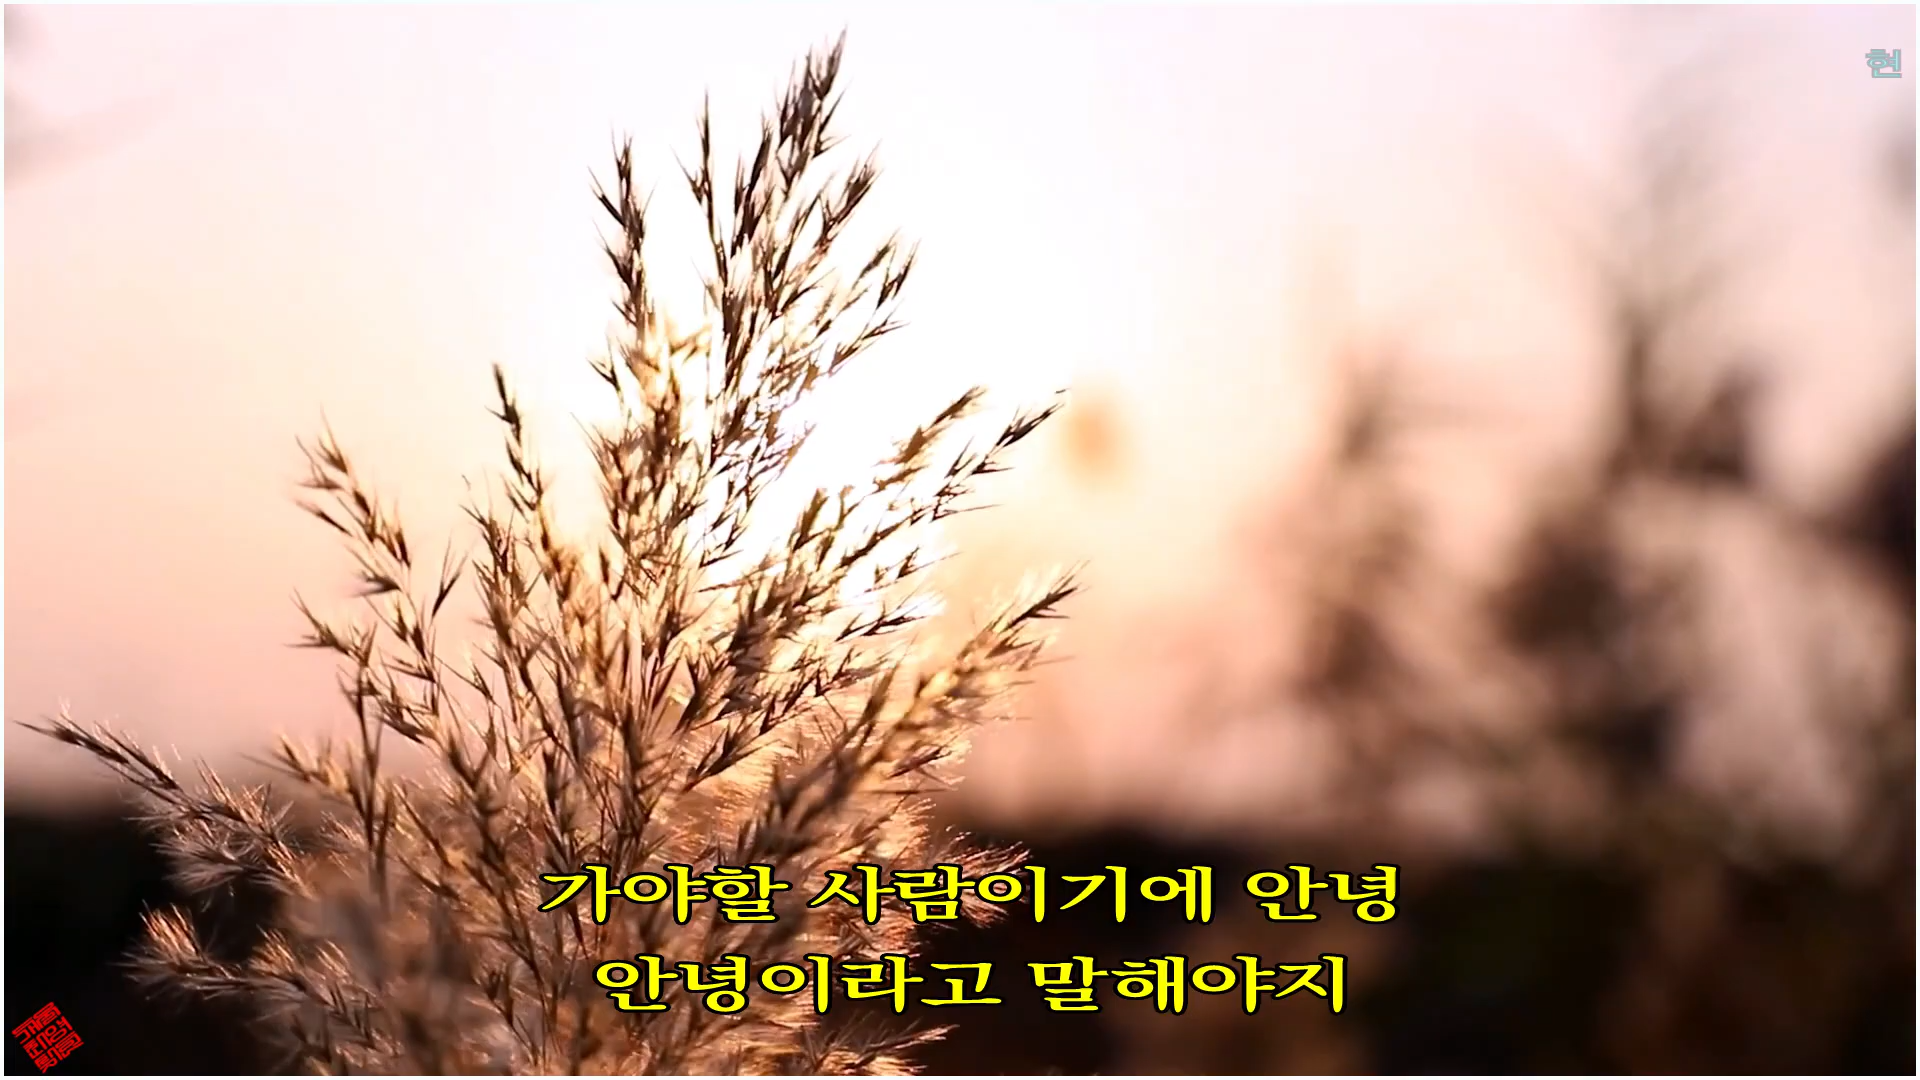 현
가야할 사람이기에 안녕
안녕이라고 말해야지